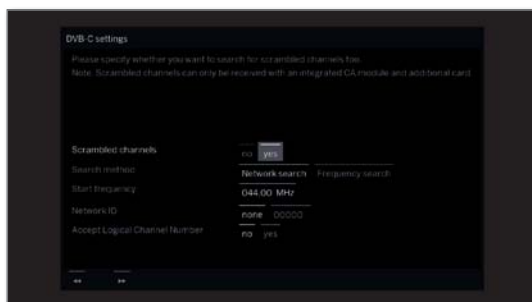 DVB-C settings
Please specify whether you want to search for scrambled channels too.
Note: Scrambled channels can only be received with an integrated CA module and additional card.
Scrambled channels no yes
Search method Network search Frequency search
Start frequency 044.00 MHz
Network ID none 00000
Accept Logical Channel Number no yes